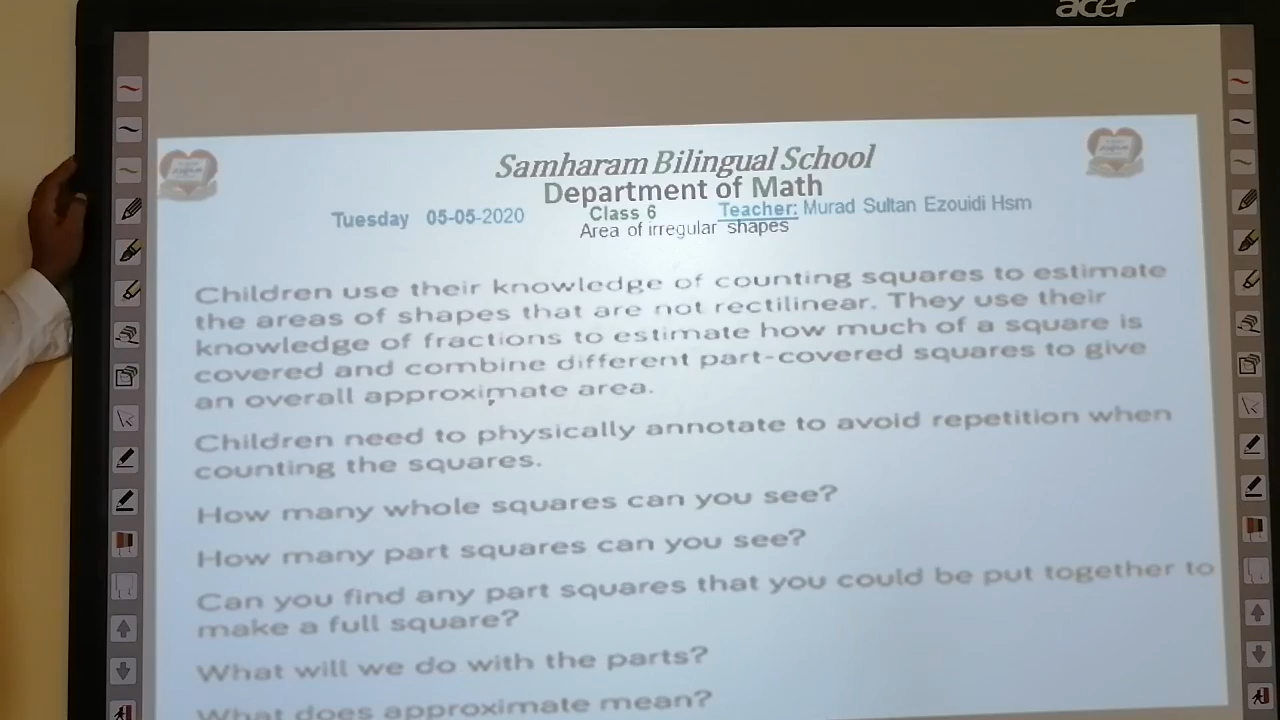 acer
Samharam Bilingual School
Department of Math
Tuesday 05-05-2020 Class 6 Teacher: Murad Sultan Ezouidi Hsm
Area of irregular shapes
Children use their knowledge of counting squares to estimate
the areas of shapes that are not rectilinear. They use their
knowledge of fractions to estimate how much of a square is
covered and combine different part-covered squares to give
an overall approximate area.
Children need to physically annotate to avoid repetition when
counting the squares.
How many whole squares can you see?
How many part squares can you see?
Can you find any part squares that you could be put together to
make a full square?
What will we do with the parts?
What does approximate mean?